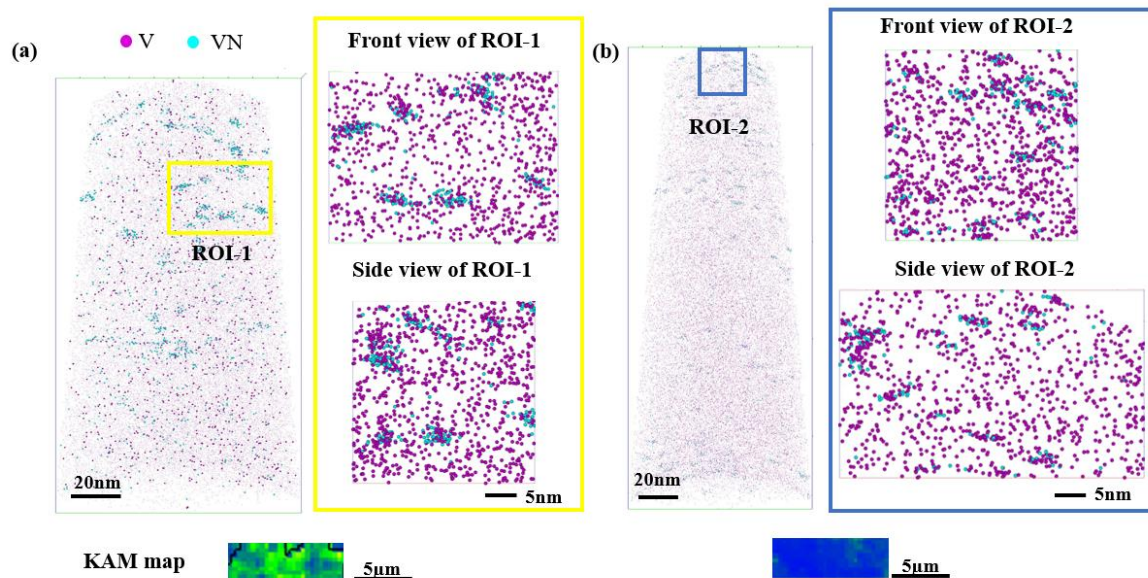 (a)
V
VN
Front view of ROI-1
ROI-1
Side view of ROI-1
20nm
5nm
(b)
Front view of ROI-2
ROI-2
Side view of ROI-2
20nm
5nm
KAM map
5μm
5μm